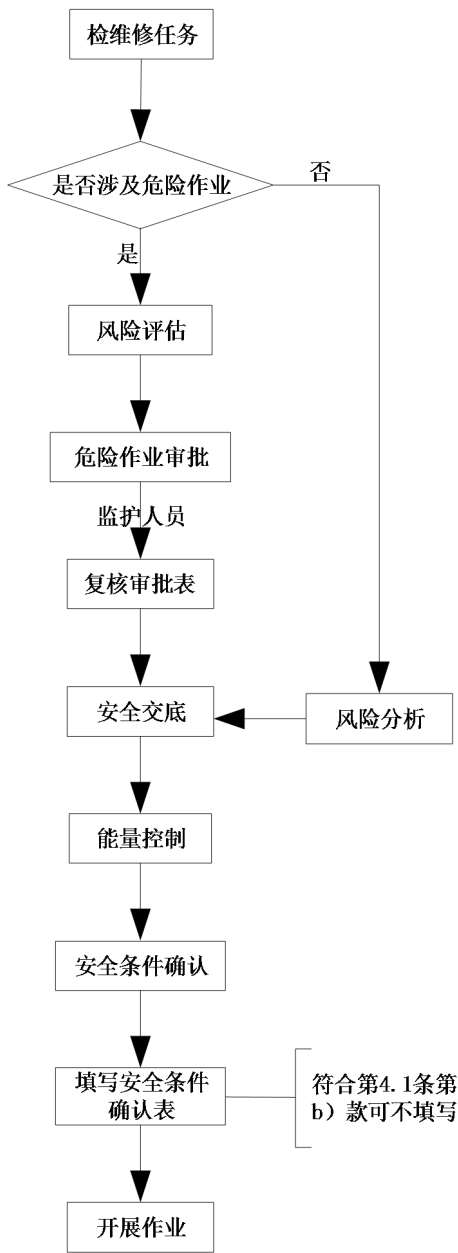 检维修任务
是否涉及危险作业
否
是
风险评估
危险作业审批
监护人员
复核审批表
安全交底
风险分析
能量控制
安全条件确认
填写安全条件
确认表
符合第4.1条第
b）款可不填写
开展作业